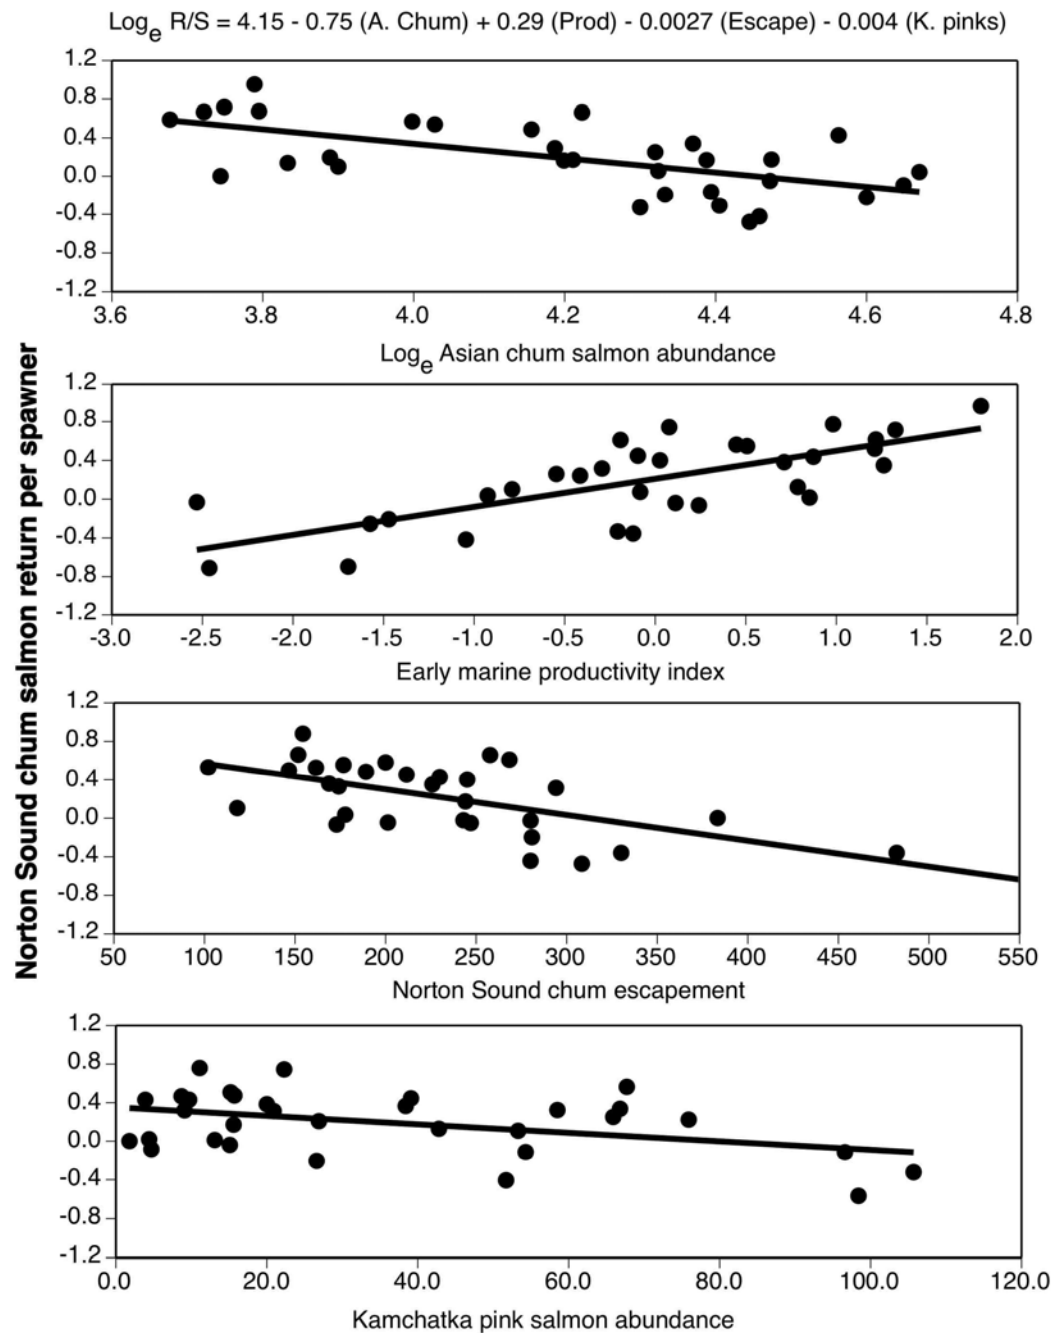 Loge R/S = 4.15 - 0.75 (A. Chum) + 0.29 (Prod) - 0.0027 (Escape) - 0.004 (K. pinks)
Norton Sound chum salmon return per spawner
1.2
0.8
0.4
0.0
-0.4
-0.8
-1.2
3.6 3.8 4.0 4.2 4.4 4.6 4.8
Loge Asian chum salmon abundance
1.2
0.8
0.4
0.0
-0.4
-0.8
-1.2
-3.0 -2.5 -2.0 -1.5 -1.0 -0.5 0.0 0.5 1.0 1.5 2.0
Early marine productivity index
1.2
0.8
0.4
0.0
-0.4
-0.8
-1.2
50 100 150 200 250 300 350 400 450 500 550
Norton Sound chum escapement
1.2
0.8
0.4
0.0
-0.4
-0.8
-1.2
0.0 20.0 40.0 60.0 80.0 100.0 120.0
Kamchatka pink salmon abundance